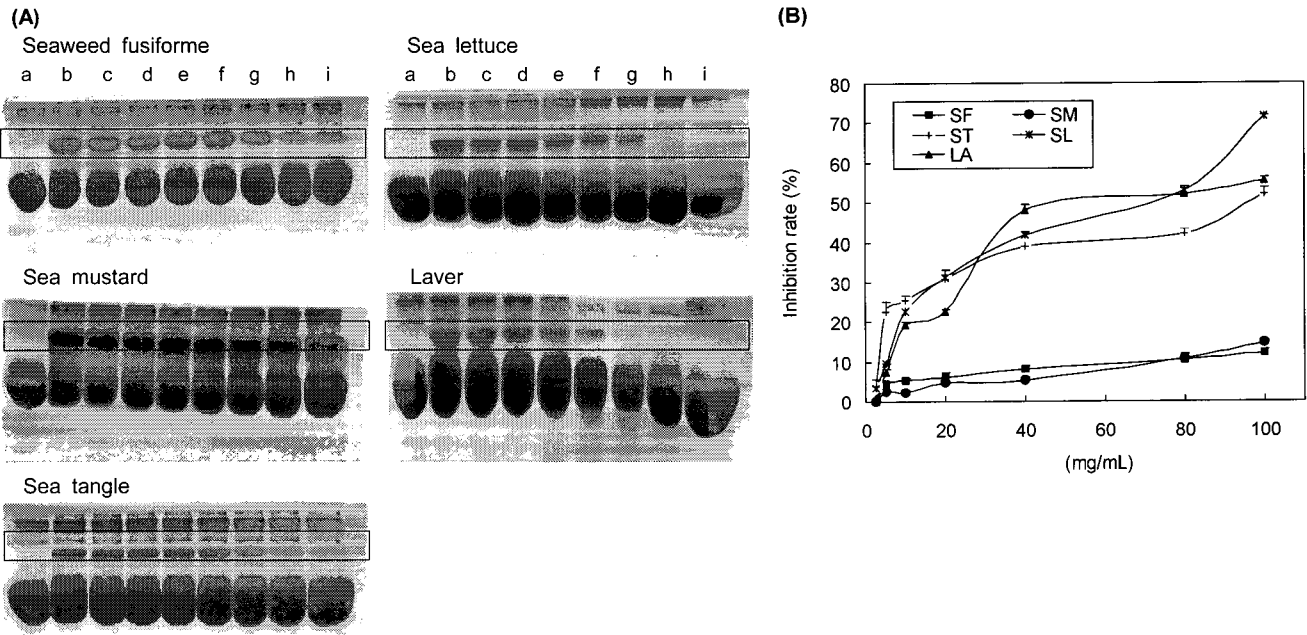 (A)
Seaweed fusiforme
a b c d e f g h i
Sea lettuce
a b c d e f g h i
Sea mustard
Laver
Sea tangle
(B)
80
70
60
50
40
30
20
10
0
Inhibition rate (%)
SF SM
ST SL
LA
0 20 40 60 80 100
(mg/mL)